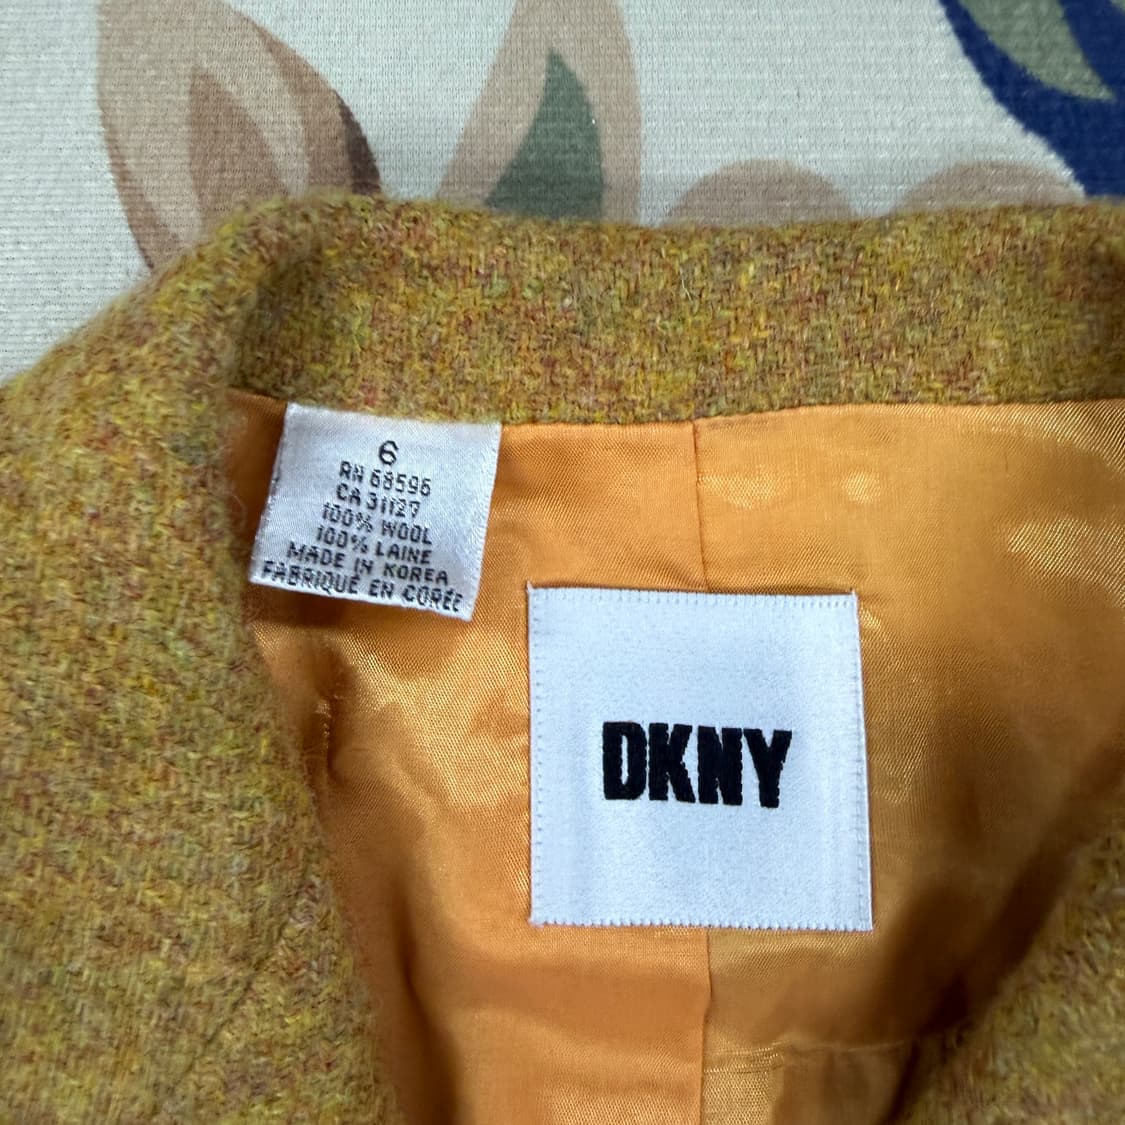 6
RN 68596
CA 31127
100% WOOL
100% LAINE
MADE IN KOREA
FABRIQUÉ EN CORÉE
DKNY